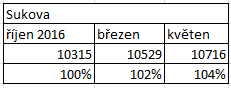 Sukova
říjen 2016 březen květen
10315 10529 10716
100% 102% 104%